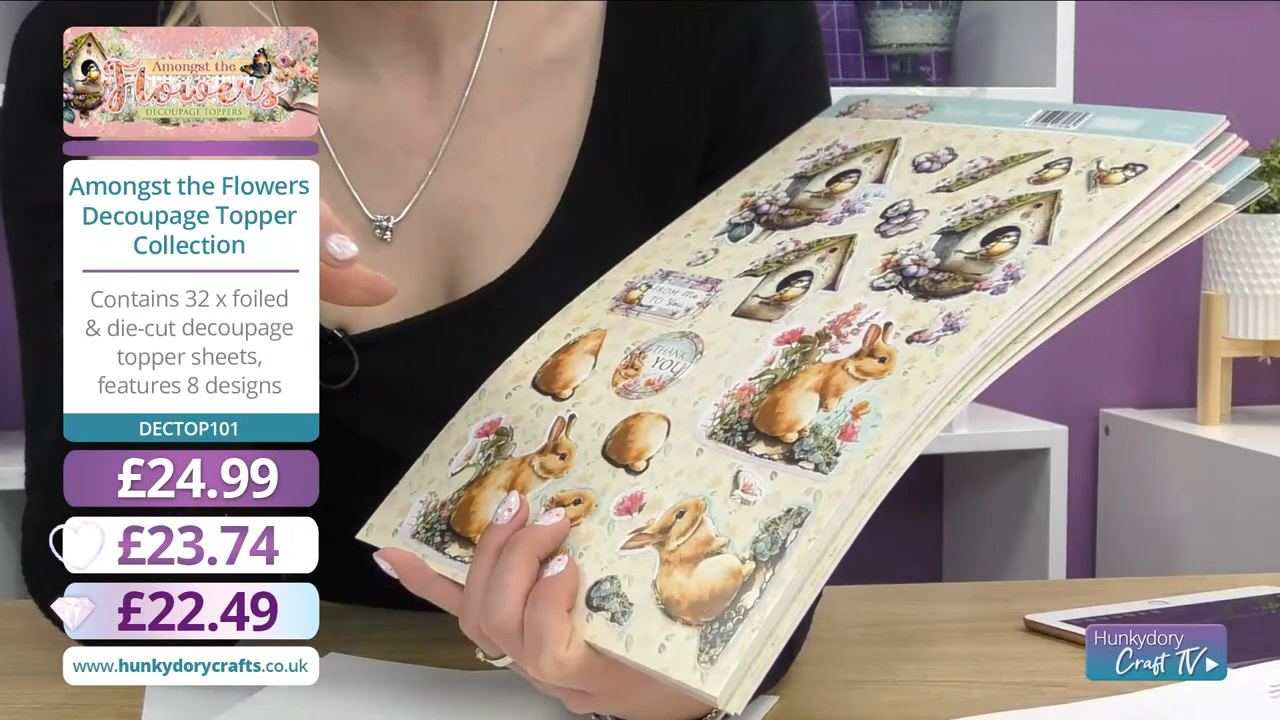 Amongst the
Flowers
DECOUPAGE TOPPERS
Amongst the Flowers
Decoupage Topper
Collection
Contains 32 x foiled
& die-cut decoupage
topper sheets,
features 8 designs
DECTOP101
£24.99
£23.74
£22.49
www.hunkydorycrafts.co.uk
FROM Me
TO You
THANK
YOU
Hunkydory
Craft TV